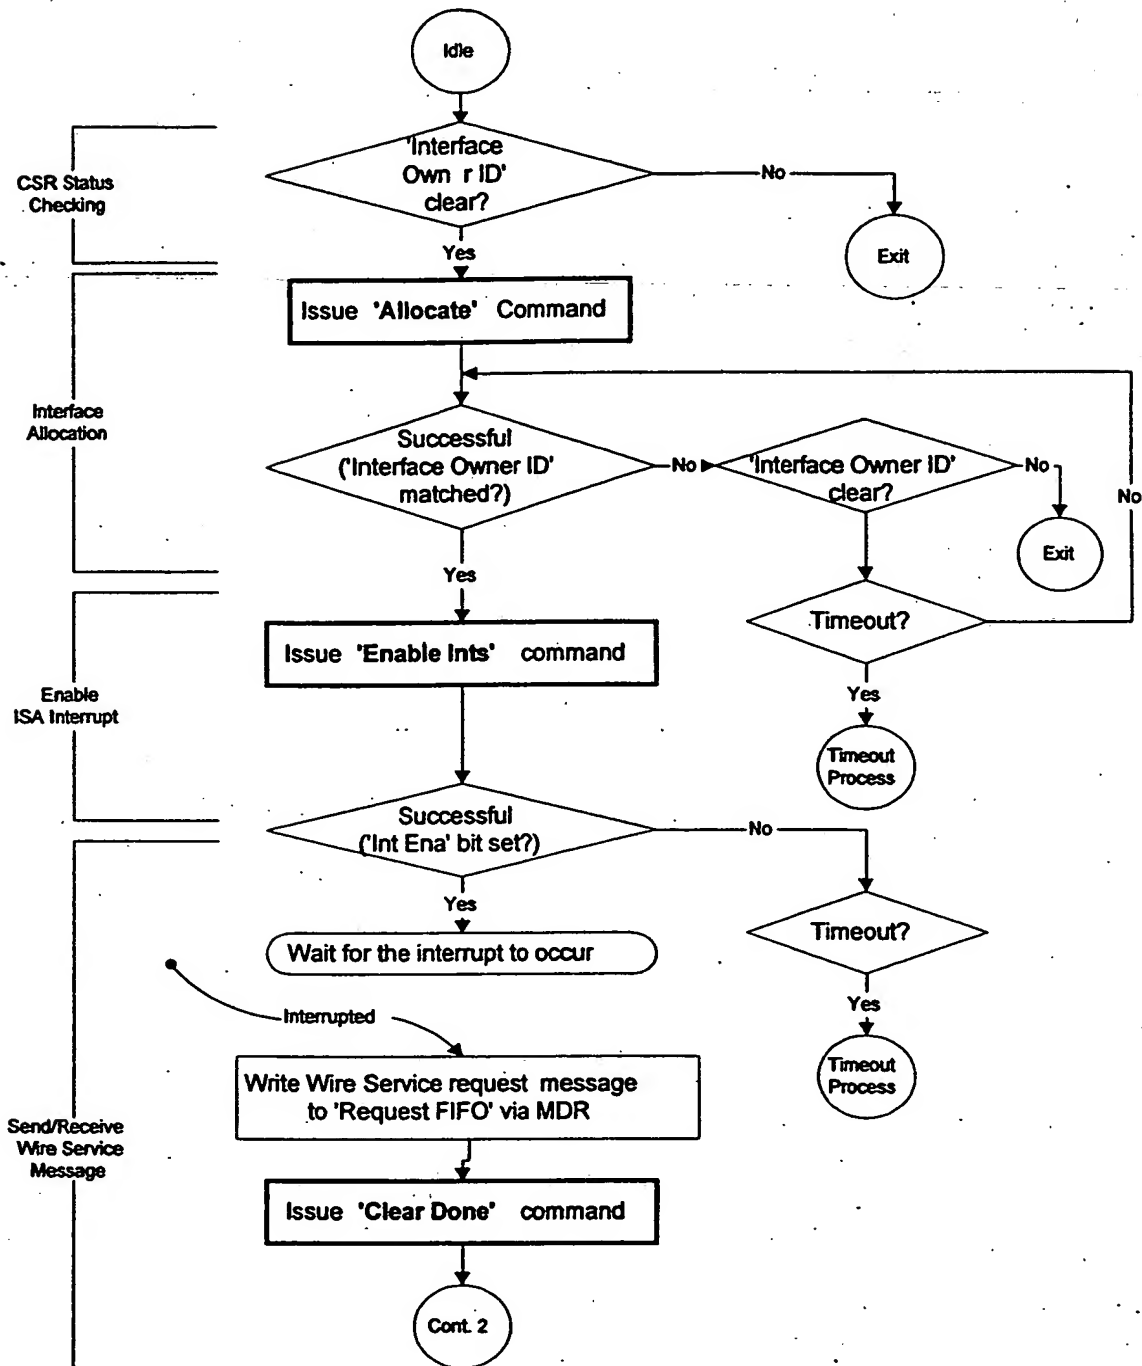 Idle
'Interface
Own r ID'
clear?
No
CSR Status
Checking
Exit
Yes
Issue 'Allocate' Command
Interface
Allocation
Successful
('Interface Owner ID'
matched?)
No
'Interface Owner ID'
clear?
No
No
Exit
Yes
Timeout?
Issue 'Enable Ints' command
Enable
ISA Interrupt
Yes
Timeout
Process
Successful
('Int Ena' bit set?)
No
Yes
Timeout?
Wait for the interrupt to occur
Yes
Interrupted
Timeout
Process
Write Wire Service request message
to 'Request FIFO' via MDR
Send/Receive
Wire Service
Message
Issue 'Clear Done' command
Cont. 2